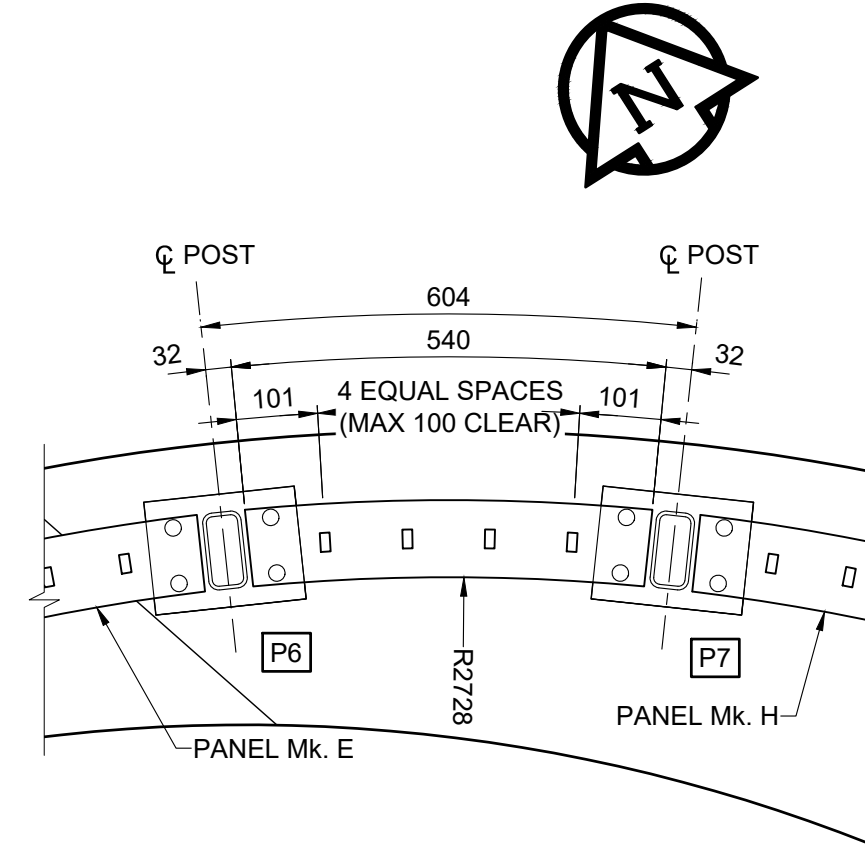 N
℄ POST
℄ POST
604
540
32
32
101
4 EQUAL SPACES
(MAX 100 CLEAR)
101
P6
P7
R2728
PANEL Mk. H
PANEL Mk. E